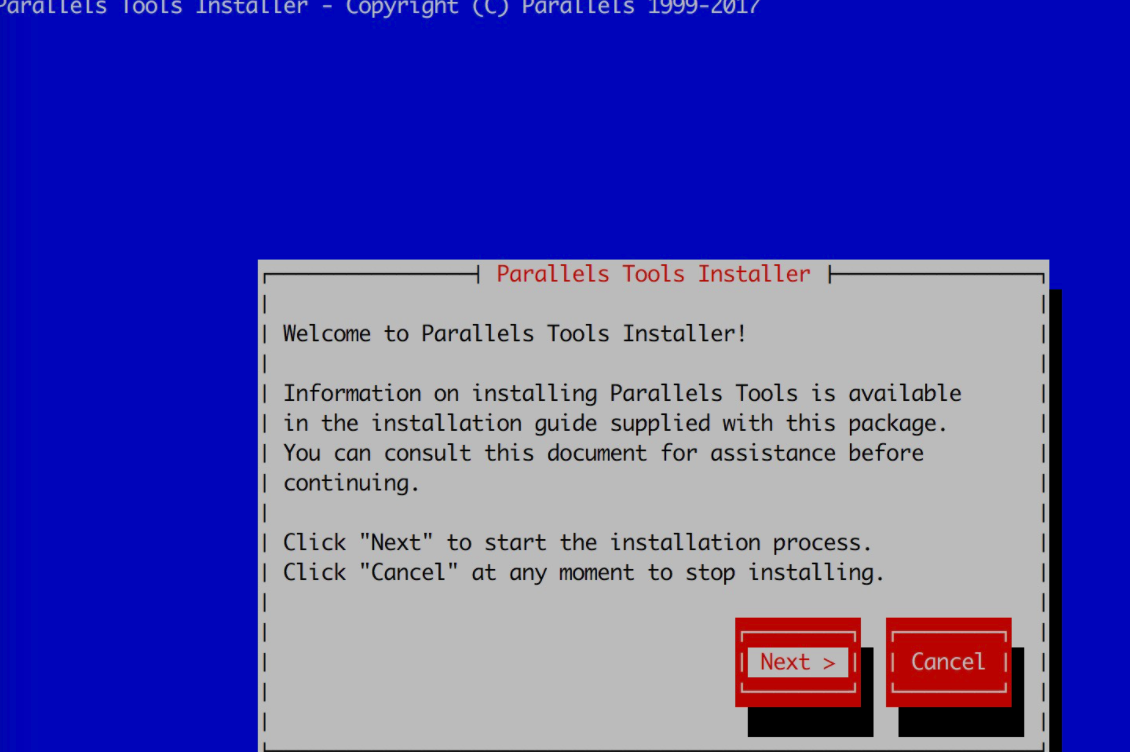 Parallels Tools Installer - Copyright (C) Parallels 1999-2017
Parallels Tools Installer
Welcome to Parallels Tools Installer!
Information on installing Parallels Tools is available
in the installation guide supplied with this package.
You can consult this document for assistance before
continuing.
Click "Next" to start the installation process.
Click "Cancel" at any moment to stop installing.
Next > Cancel